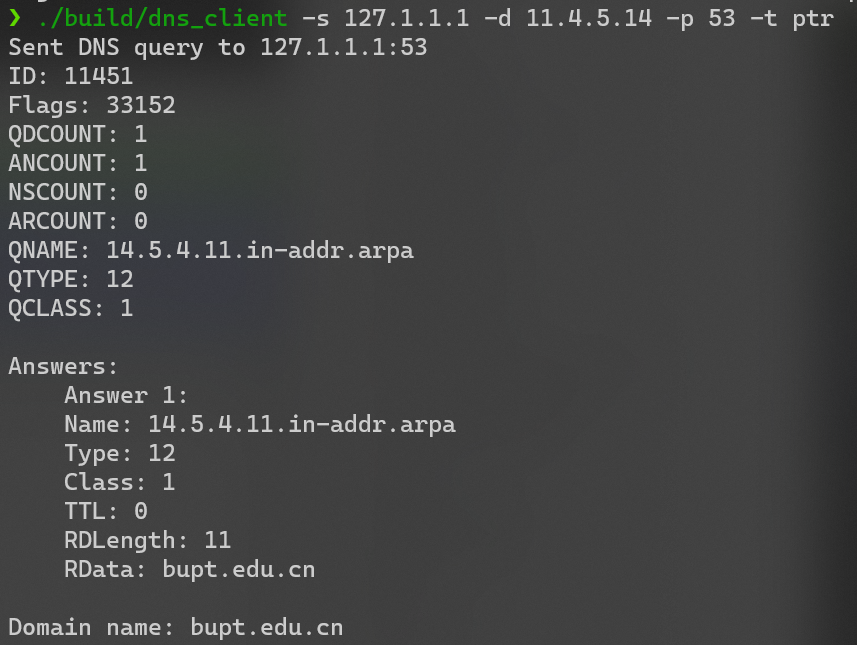 ❯ ./build/dns_client -s 127.1.1.1 -d 11.4.5.14 -p 53 -t ptr
Sent DNS query to 127.1.1.1:53
ID: 11451
Flags: 33152
QDCOUNT: 1
ANCOUNT: 1
NSCOUNT: 0
ARCOUNT: 0
QNAME: 14.5.4.11.in-addr.arpa
QTYPE: 12
QCLASS: 1
Answers:
Answer 1:
Name: 14.5.4.11.in-addr.arpa
Type: 12
Class: 1
TTL: 0
RDLength: 11
RData: bupt.edu.cn
Domain name: bupt.edu.cn